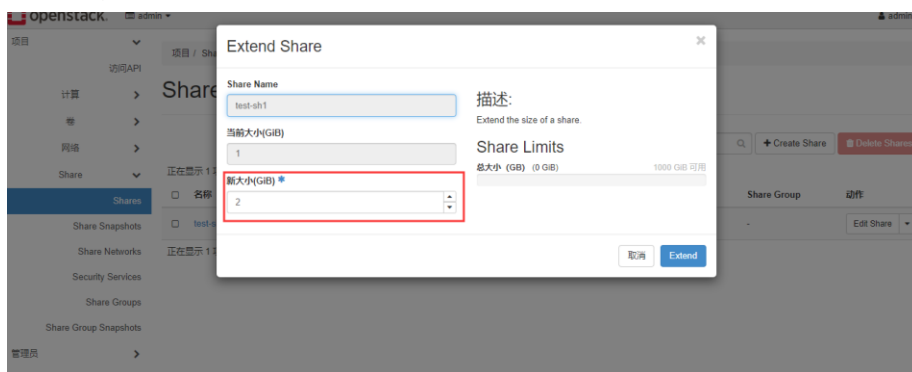 openstack. admin
admin
项目
项目 / Sha
访问API
计算
卷
网络
Share
Shares
Share Snapshots
Share Networks
Security Services
Share Groups
Share Group Snapshots
管理员
Share
正在显示 1
名称
test-s
正在显示 1
Extend Share
×
Share Name
test-sh1
当前大小(GiB)
1
新大小(GiB) *
2
描述:
Extend the size of a share.
Share Limits
总大小 (GB) (0 GiB) 1000 GiB 可用
取消 Extend
+ Create Share Delete Shares
Share Group 动作
- Edit Share